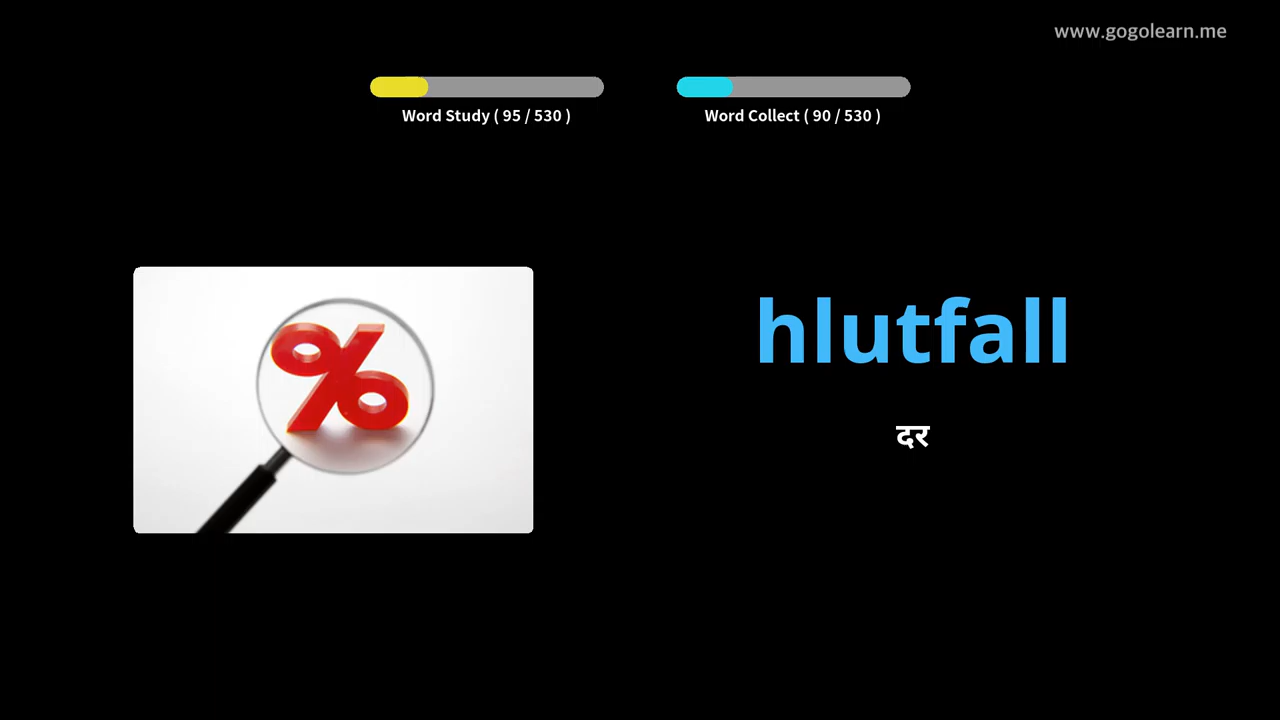 www.gogolearn.me
Word Study ( 95 / 530 )
Word Collect ( 90 / 530 )
%
hlutfall
दर